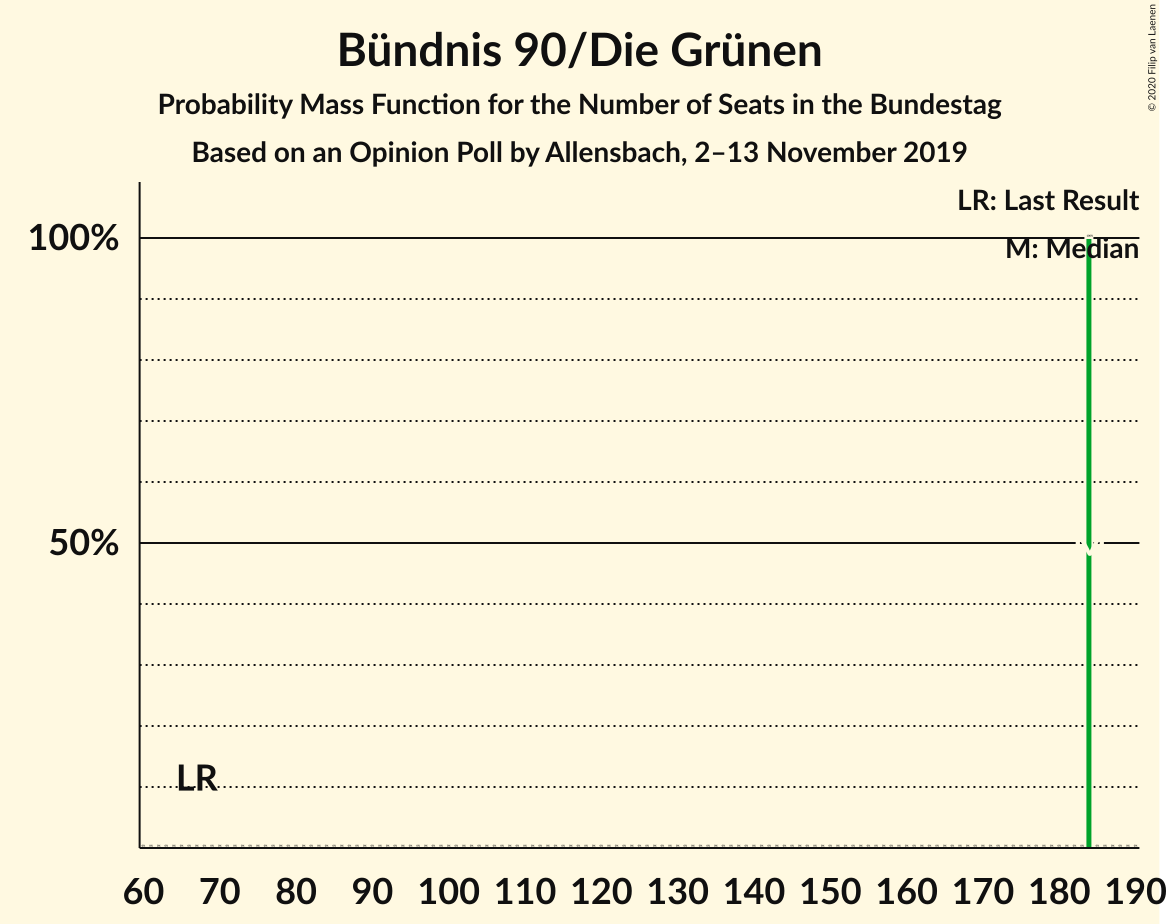 Bündnis 90/Die Grünen
Probability Mass Function for the Number of Seats in the Bundestag
Based on an Opinion Poll by Allensbach, 2–13 November 2019
© 2020 Filip van Laenen
LR: Last Result
M: Median
100%
50%
M
LR
60 70 80 90 100 110 120 130 140 150 160 170 180 190